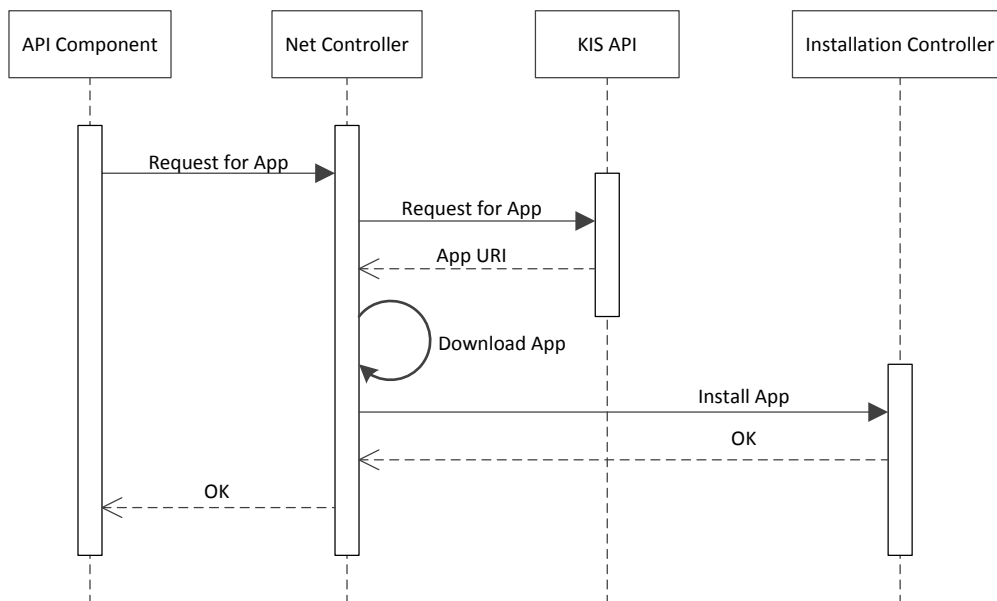 API Component
Net Controller
KIS API
Installation Controller
Request for App
Request for App
App URI
Download App
Install App
OK
OK